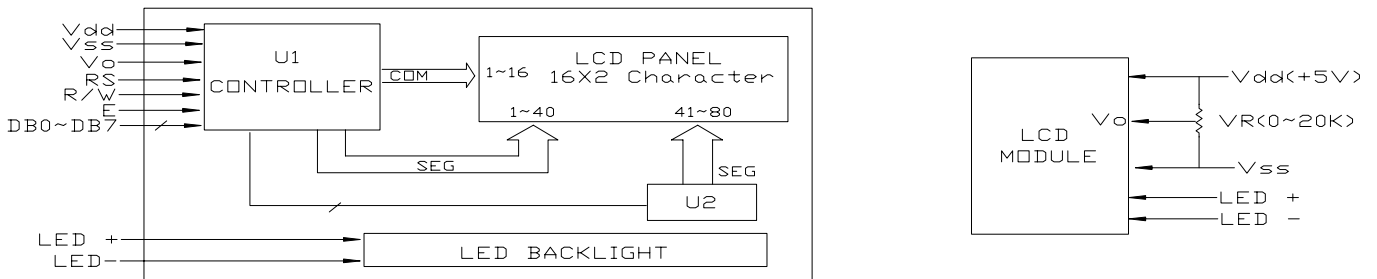 Vdd
Vss
Vo
RS
R/W
E
DB0~DB7
U1
CONTROLLER
COM
LCD PANEL
1~16
16X2 Character
1~40
41~80
SEG
SEG
U2
LED +
LED-
LED BACKLIGHT
LCD
MODULE
Vdd(+5V)
Vo
VR(0~20K)
Vss
LED +
LED -